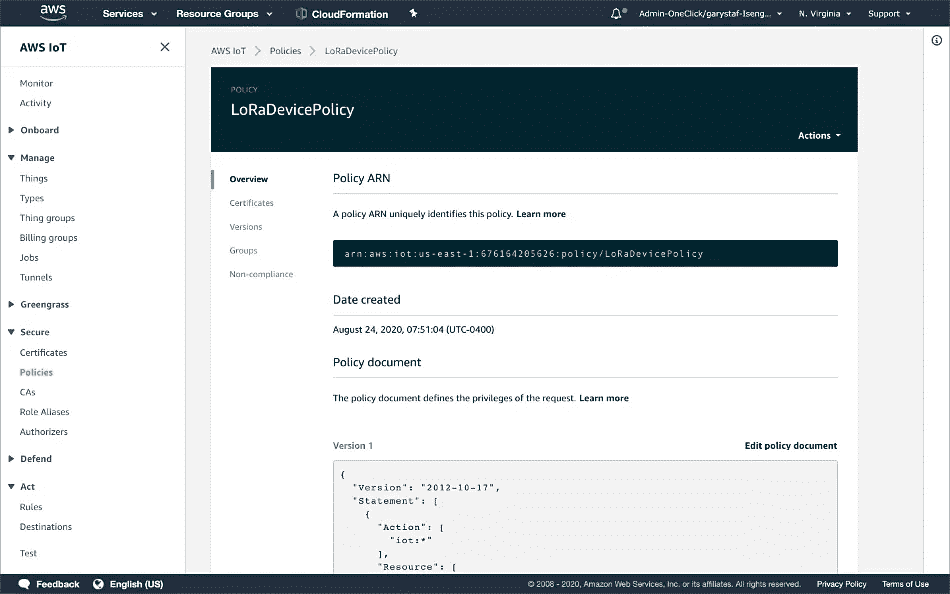 aws Services Resource Groups CloudFormation Admin-OneClick/garystaf-Iseng... N. Virginia Support
AWS IoT
Monitor
Activity
Onboard
Manage
Things
Types
Thing groups
Billing groups
Jobs
Tunnels
Greengrass
Secure
Certificates
Policies
CAs
Role Aliases
Authorizers
Defend
Act
Rules
Destinations
Test
AWS IoT Policies LoRaDevicePolicy
POLICY
LoRaDevicePolicy
Actions
Overview
Certificates
Versions
Groups
Non-compliance
Policy ARN
A policy ARN uniquely identifies this policy. Learn more
arn:aws:iot:us-east-1:676164205626:policy/LoRaDevicePolicy
Date created
August 24, 2020, 07:51:04 (UTC-0400)
Policy document
The policy document defines the privileges of the request. Learn more
Version 1 Edit policy document
{
"Version": "2012-10-17",
"Statement": [
{
"Action": [
"iot:*"
],
"Resource": [
Feedback English (US) © 2008 - 2020, Amazon Web Services, Inc. or its affiliates. All rights reserved. Privacy Policy Terms of Use